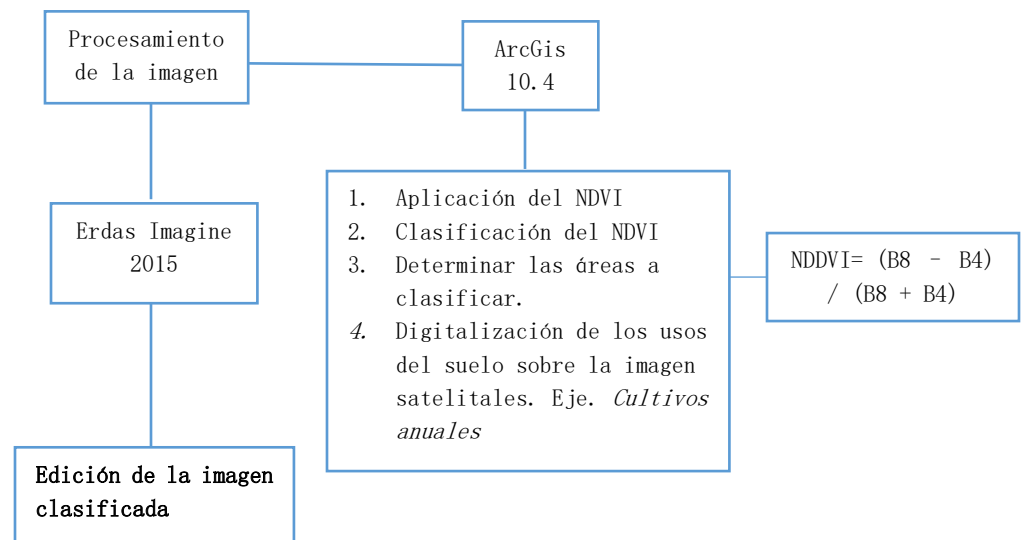 Procesamiento
de la imagen
ArcGis
10.4
Erdas Imagine
2015
1. Aplicación del NDVI
2. Clasificación del NDVI
3. Determinar las áreas a
clasificar.
4. Digitalización de los usos
del suelo sobre la imagen
satelitales. Eje. Cultivos
anuales
NDDVI= (B8 - B4)
/ (B8 + B4)
Edición de la imagen
clasificada